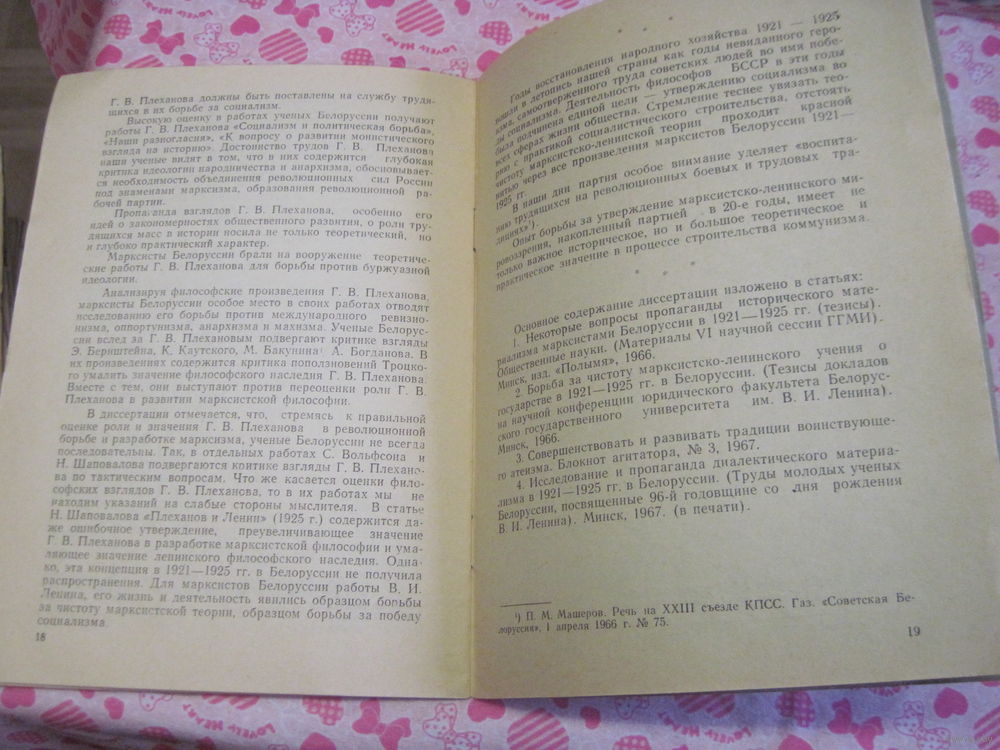 Г. В. Плеханова должны быть поставлены на службу трудя-
щихся в их борьбе за социализм.
Высокую оценку в работах ученых Белоруссии получают
работы Г. В. Плеханова «Социализм и политическая борьба»,
«Наши разногласия», «К вопросу о развитии монистического
взгляда на историю». Достоинство трудов Г. В. Плеханова
наши ученые видят в том, что в них содержится глубокая
критика идеологии народничества и анархизма, обосновывает-
ся необходимость объединения революционных сил России
под знаменами марксизма, образования революционной ра-
бочей партии.
Пропаганда взглядов Г. В. Плеханова, особенно его
идей о закономерностях общественного развития, о роли тру-
дящихся масс в истории носила не только теоретический, но
и глубоко практический характер.
Марксисты Белоруссии брали на вооружение теоретиче-
ские работы Г. В. Плеханова для борьбы против буржуазной
идеологии.
Анализируя философские произведения Г. В. Плеханова,
марксисты Белоруссии особое место в своих работах отводят
исследованию его борьбы против международного ревизио-
низма, оппортунизма, анархизма и махизма. Ученые Белорус-
сии вслед за Г. В. Плехановым подвергают критике взгляды
Э. Бернштейна, К. Каутского, М. Бакунина А. Богданова. В
их произведениях содержится критика поползновений Троцко-
го умалить значение философского наследия Г. В. Плеханова.
Вместе с тем, они выступают против переоценки роли Г. В.
Плеханова в развитии марксистской философии.
В диссертации отмечается, что, стремясь к правильной
оценке роли и значения Г. В. Плеханова в революционной
борьбе и разработке марксизма, ученые Белоруссии не всегда
последовательны. Так, в отдельных работах С. Вольфсона и
Н. Шаповалова подвергаются критике взгляды Г. В. Плехано-
ва по тактическим вопросам. Что же касается оценки фило-
софских взглядов Г. В. Плеханова, то в их работах мы не
находим указаний на слабые стороны мыслителя. В статье
Н. Шаповалова «Плеханов и Ленин» (1925 г.) содержится да-
же ошибочное утверждение, преувеличивающее значение
Г. В. Плеханова в разработке марксистской философии и ума-
ляющее значение ленинского философского наследия. Одна-
ко, эта концепция в 1921—1925 гг. в Белоруссии не получила
распространения. Для марксистов Белоруссии работы В. И.
Ленина, его жизнь и деятельность явились образцом борьбы
за чистоту марксистской теории, образцом борьбы за победу
социализма.
18
Годы восстановления народного хозяйства 1921 — 1925
вошли в летопись нашей страны как годы невиданного геро-
изма, самоотверженного труда советских людей во имя побе-
ды социализма. Деятельность философов БССР в эти годы
была подчинена единой цели — утверждению социализма во
всех сферах жизни общества. Стремление теснее увязать тео-
рию с практикой социалистического строительства, отстоять
чистоту марксистско-ленинской теории проходит красной
нитью через все произведения марксистов Белоруссии 1921—
1925 гг.
В наши дни партия особое внимание уделяет «воспита-
нию трудящихся на революционных боевых и трудовых тра-
дициях»¹)
Опыт борьбы за утверждение марксистско-ленинского ми-
ровоззрения, накопленный партией в 20-е годы, имеет не
только важное историческое, но и большое теоретическое и
практическое значение в процессе строительства коммунизма.
* * *
Основное содержание диссертации изложено в статьях:
1. Некоторые вопросы пропаганды исторического мате-
риализма марксистами Белоруссии в 1921—1925 гг. (тезисы).
Общественные науки. (Материалы VI научной сессии ГГМИ).
Минск, изд. «Полымя», 1966.
2. Борьба за чистоту марксистско-ленинского учения о
государстве в 1921—1925 гг. в Белоруссии. (Тезисы докладов
на научной конференции юридического факультета Белорус-
ского государственного университета им. В. И. Ленина).
Минск, 1966.
3. Совершенствовать и развивать традиции воинствующе-
го атеизма. Блокнот агитатора, № 3, 1967.
4. Исследование и пропаганда диалектического материа-
лизма в 1921—1925 гг. в Белоруссии. (Труды молодых ученых
Белоруссии, посвященные 96-й годовщине со дня рождения
В. И. Ленина). Минск, 1967. (в печати).
¹) П. М. Машеров. Речь на XXIII съезде КПСС. Газ. «Советская Бе-
лоруссия», 1 апреля 1966 г. № 75.
19
LOVELY HEART